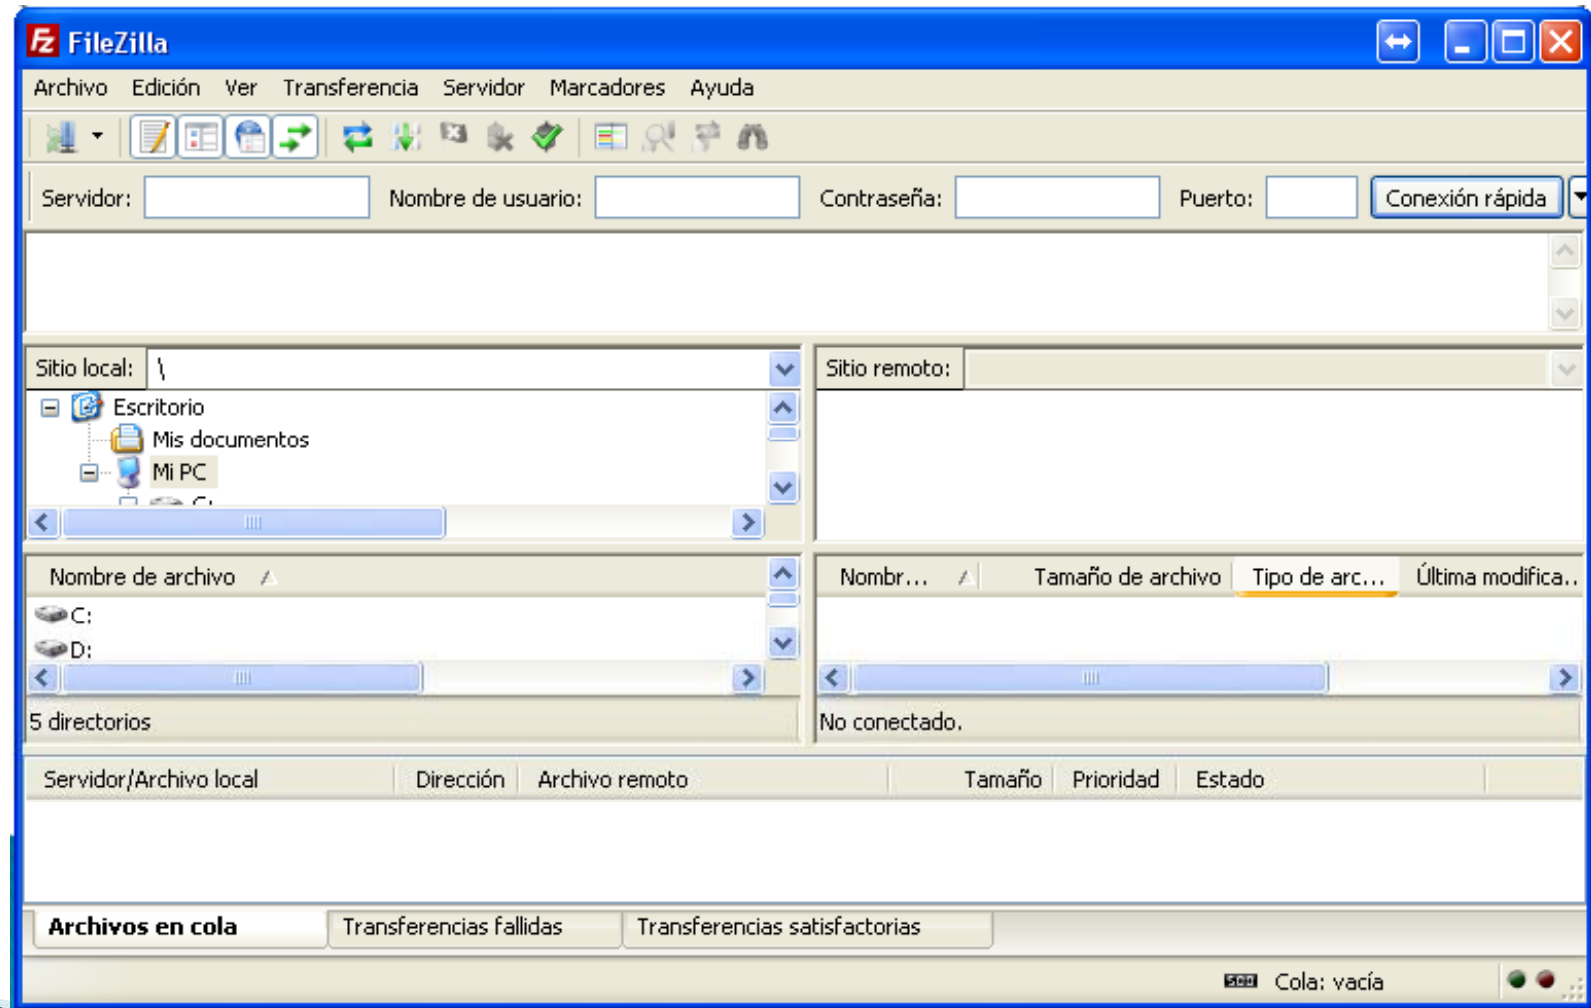 FileZilla
Archivo Edición Ver Transferencia Servidor Marcadores Ayuda
Servidor: Nombre de usuario: Contraseña: Puerto: Conexión rápida
Sitio local: \ Sitio remoto:
Escritorio
Mis documentos
Mi PC
C:
Nombre de archivo Nombr... Tamaño de archivo Tipo de arc... Última modifica..
C:
D:
5 directorios No conectado.
Servidor/Archivo local Dirección Archivo remoto Tamaño Prioridad Estado
Archivos en cola Transferencias fallidas Transferencias satisfactorias
Cola: vacía